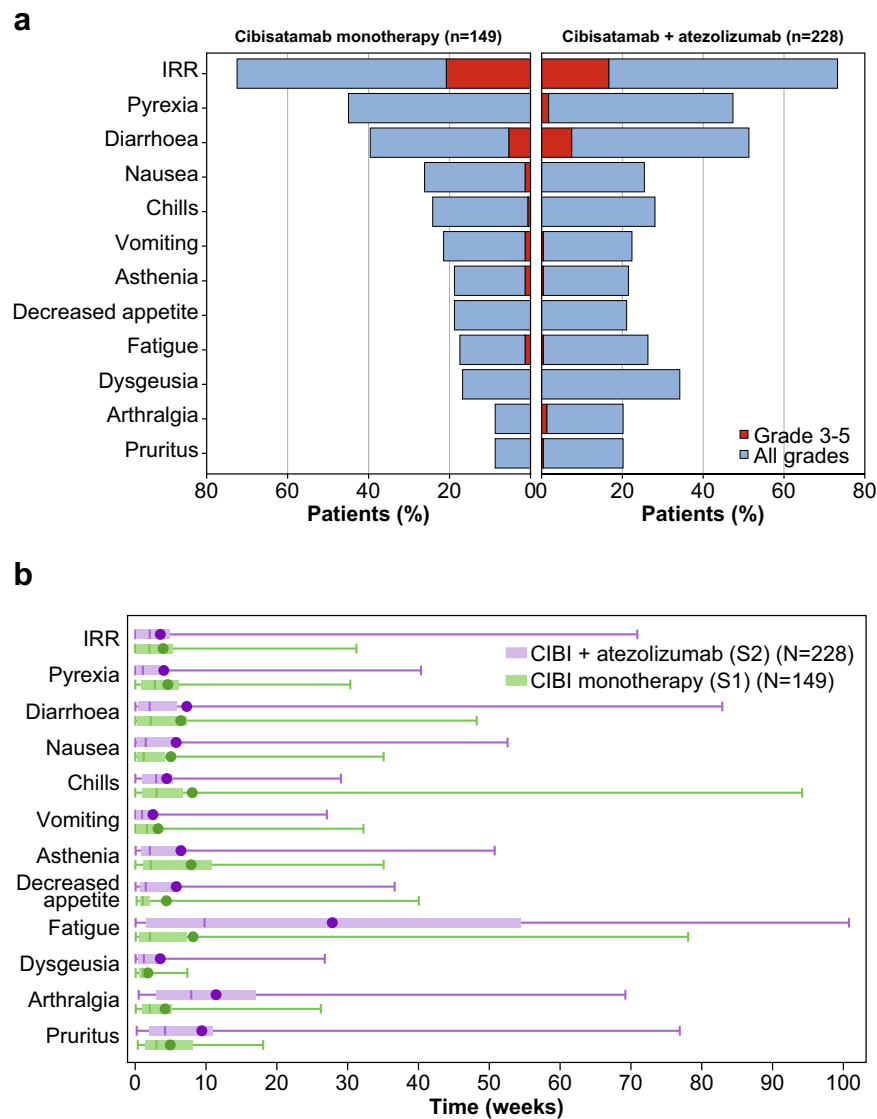 a
Cibisatamab monotherapy (n=149)
Cibisatamab + atezolizumab (n=228)
IRR
Pyrexia
Diarrhoea
Nausea
Chills
Vomiting
Asthenia
Decreased appetite
Fatigue
Dysgeusia
Arthralgia
Pruritus
Grade 3-5
All grades
80 60 40 20 0 0 20 40 60 80
Patients (%)
Patients (%)
b
IRR
Pyrexia
Diarrhoea
Nausea
Chills
Vomiting
Asthenia
Decreased
appetite
Fatigue
Dysgeusia
Arthralgia
Pruritus
CIBI + atezolizumab (S2) (N=228)
CIBI monotherapy (S1) (N=149)
0 10 20 30 40 50 60 70 80 90 100
Time (weeks)